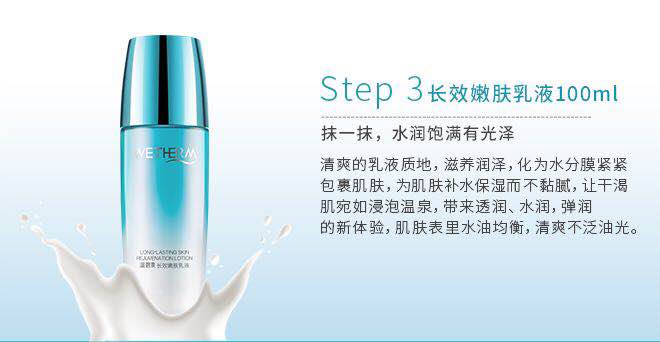 Step 3长效嫩肤乳液100ml
抹一抹，水润饱满有光泽
清爽的乳液质地，滋养润泽，化为水分膜紧紧
包裹肌肤，为肌肤补水保湿而不黏腻，让干渴
肌宛如浸泡温泉，带来透润、水润，弹润
的新体验，肌肤表里水油均衡，清爽不泛油光。
WETHERM
LONG-LASTING SKIN
REJUVENATION LOTION
温碧泉长效嫩肤乳液